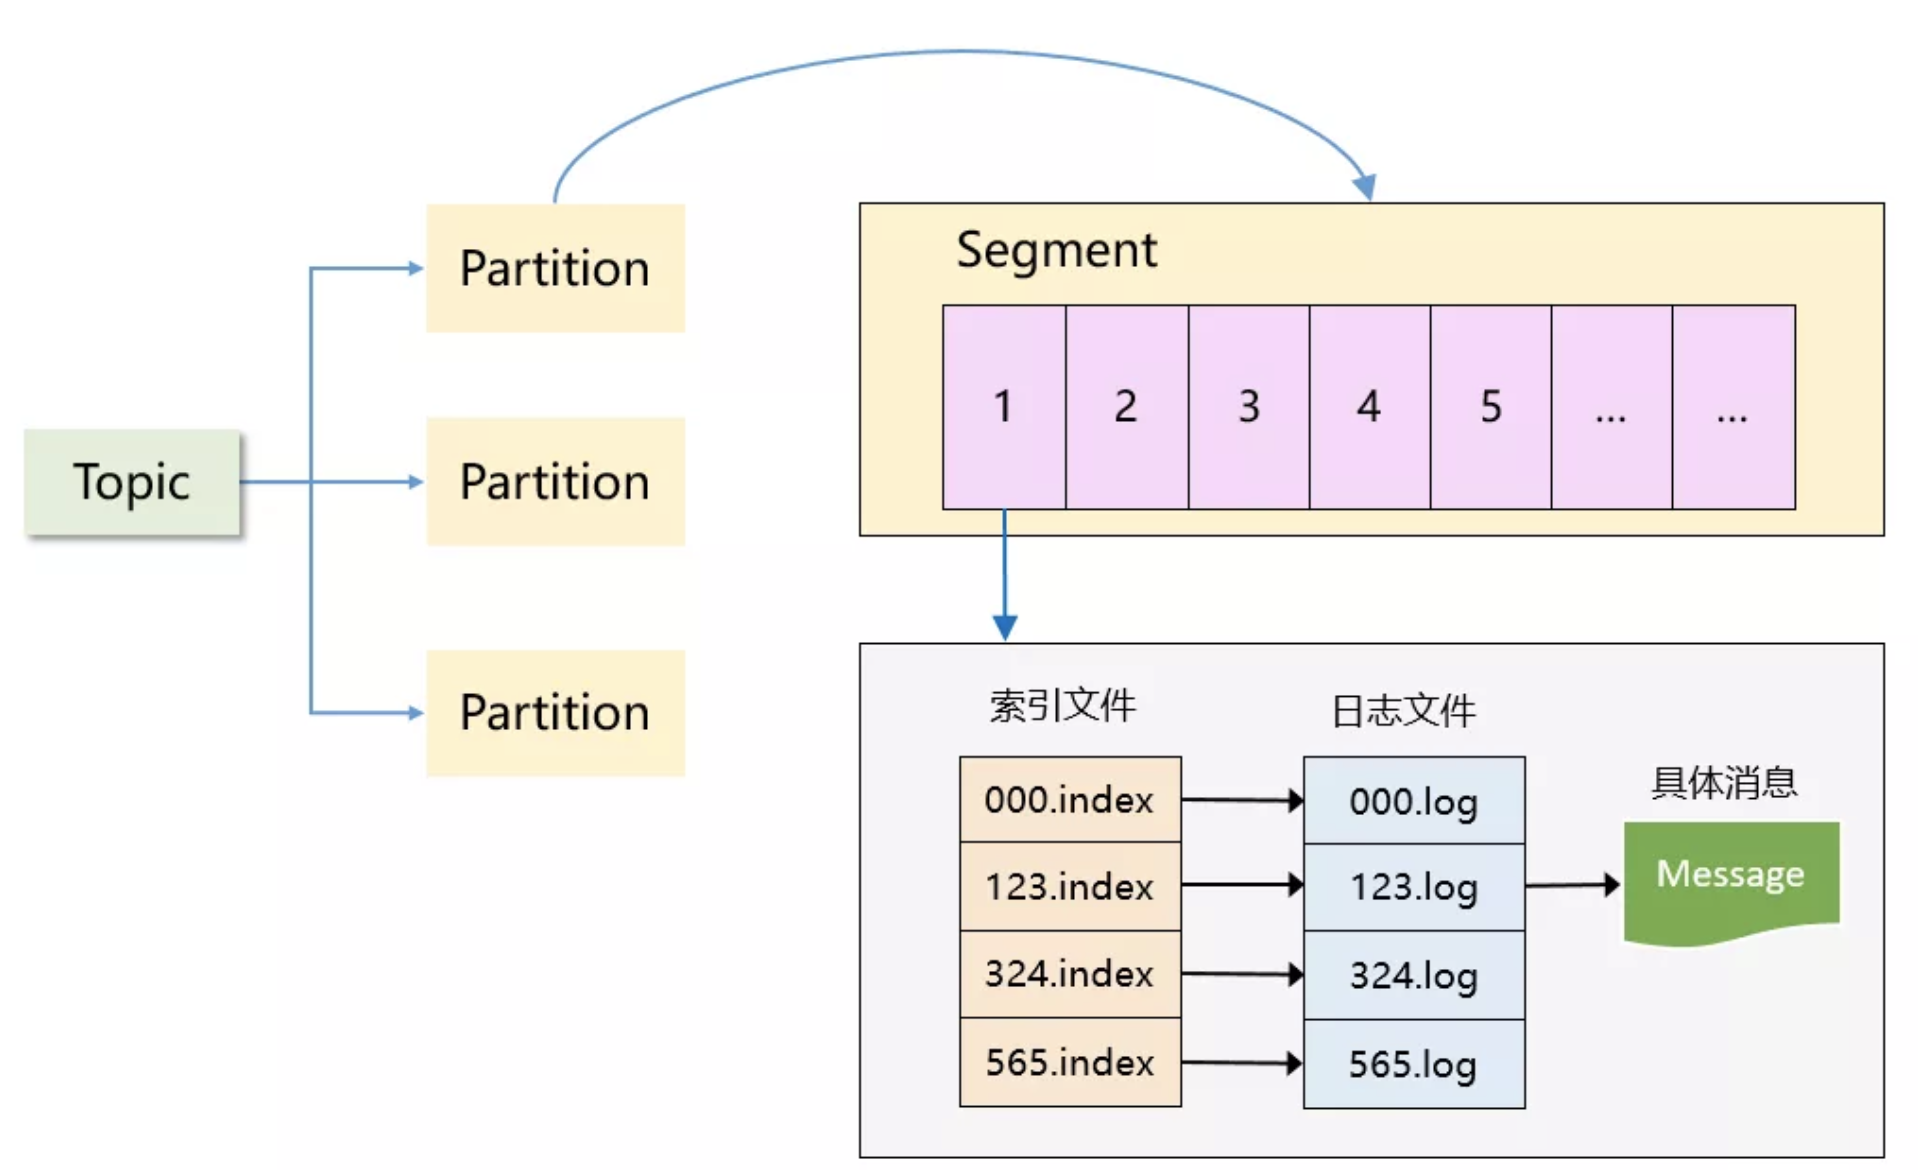 Topic
Partition
Partition
Partition
Segment
1 2 3 4 5 ... ...
索引文件
000.index
123.index
324.index
565.index
日志文件
000.log
123.log
324.log
565.log
具体消息
Message